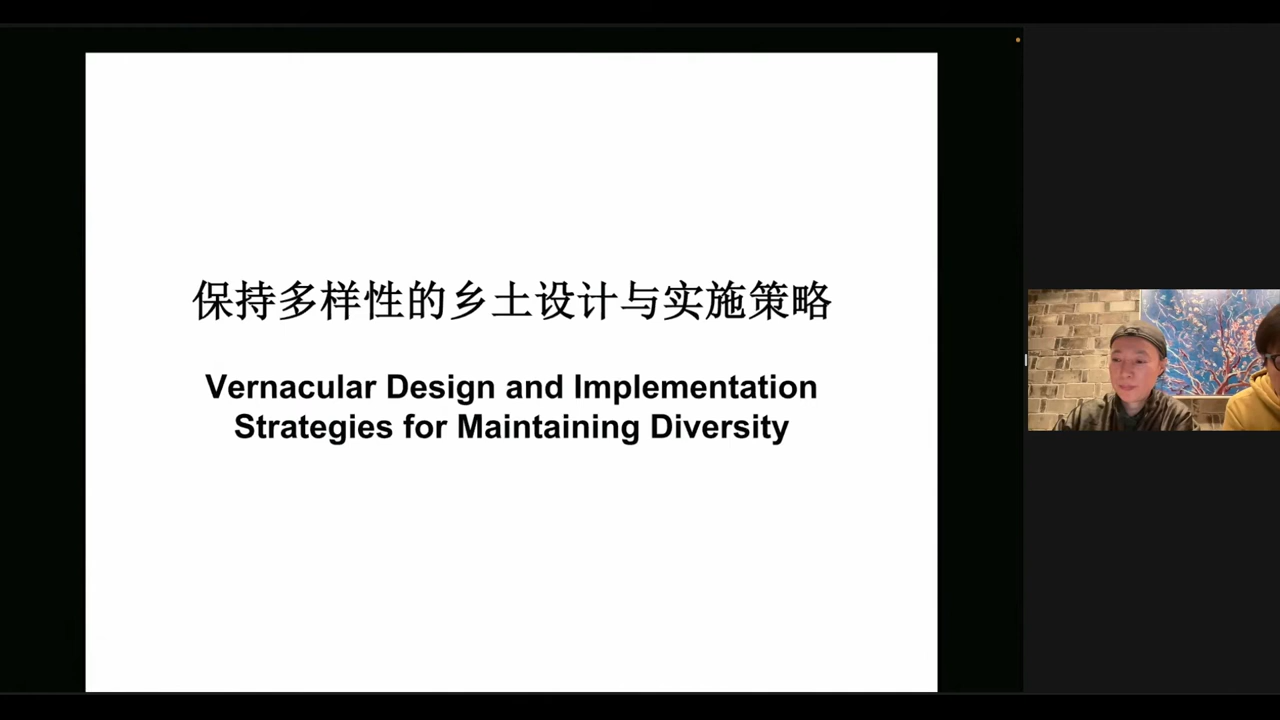 保持多样性的乡土设计与实施策略
Vernacular Design and Implementation
Strategies for Maintaining Diversity